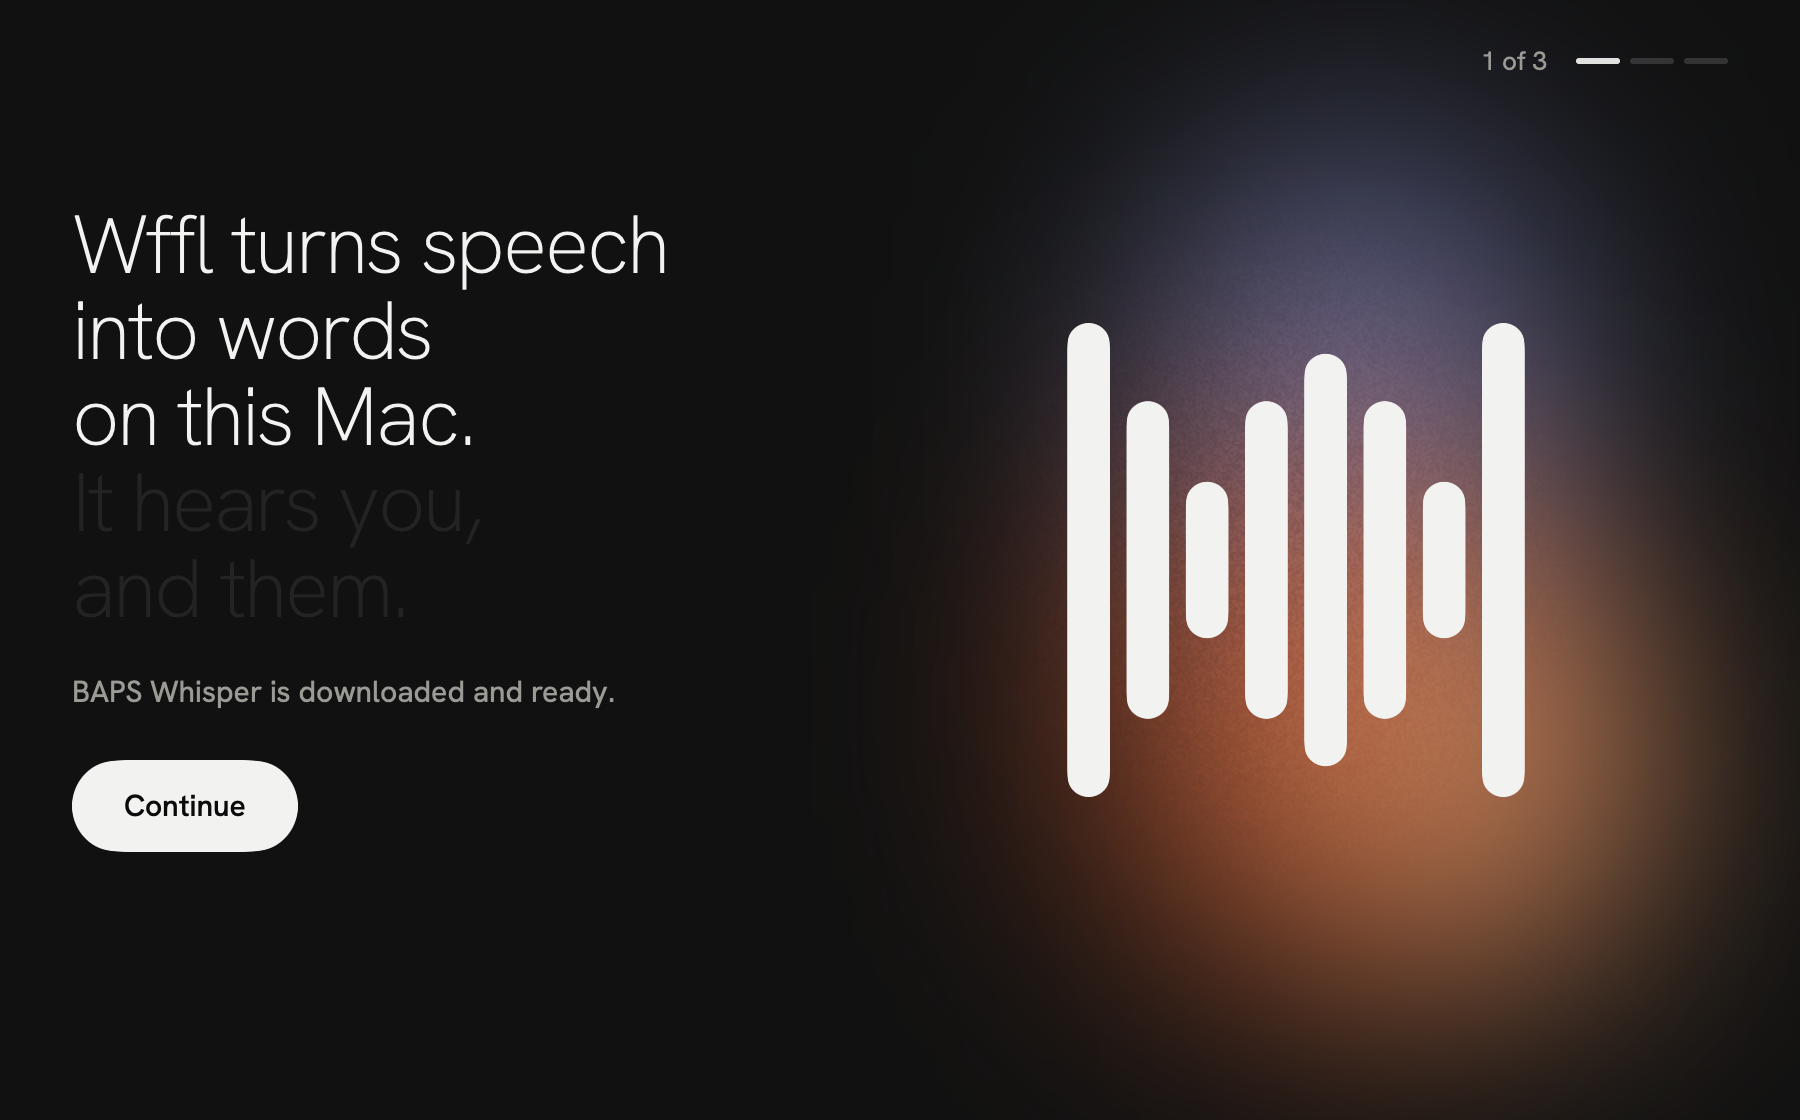 1 of 3
Wffl turns speech
into words
on this Mac.
It hears you,
and them.
BAPS Whisper is downloaded and ready.
Continue